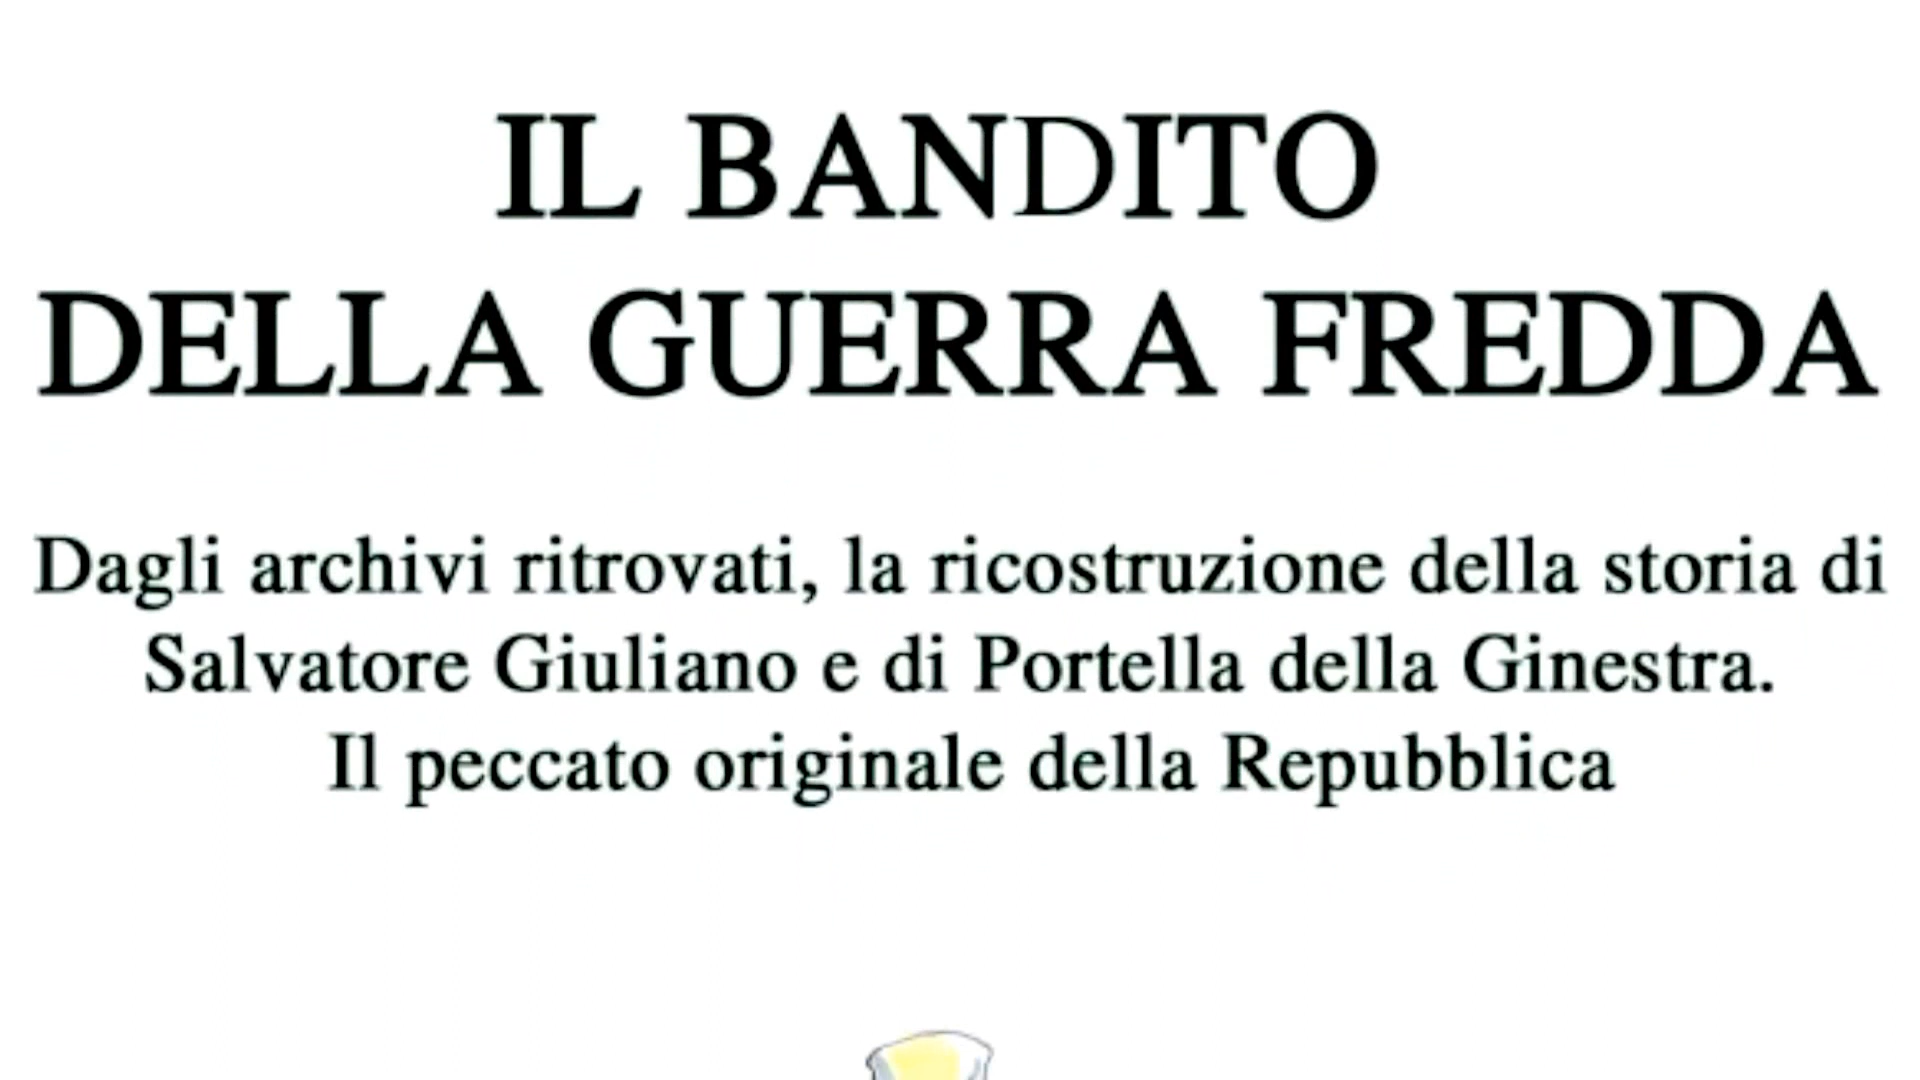 IL BANDITO
DELLA GUERRA FREDDA
Dagli archivi ritrovati, la ricostruzione della storia di
Salvatore Giuliano e di Portella della Ginestra.
Il peccato originale della Repubblica